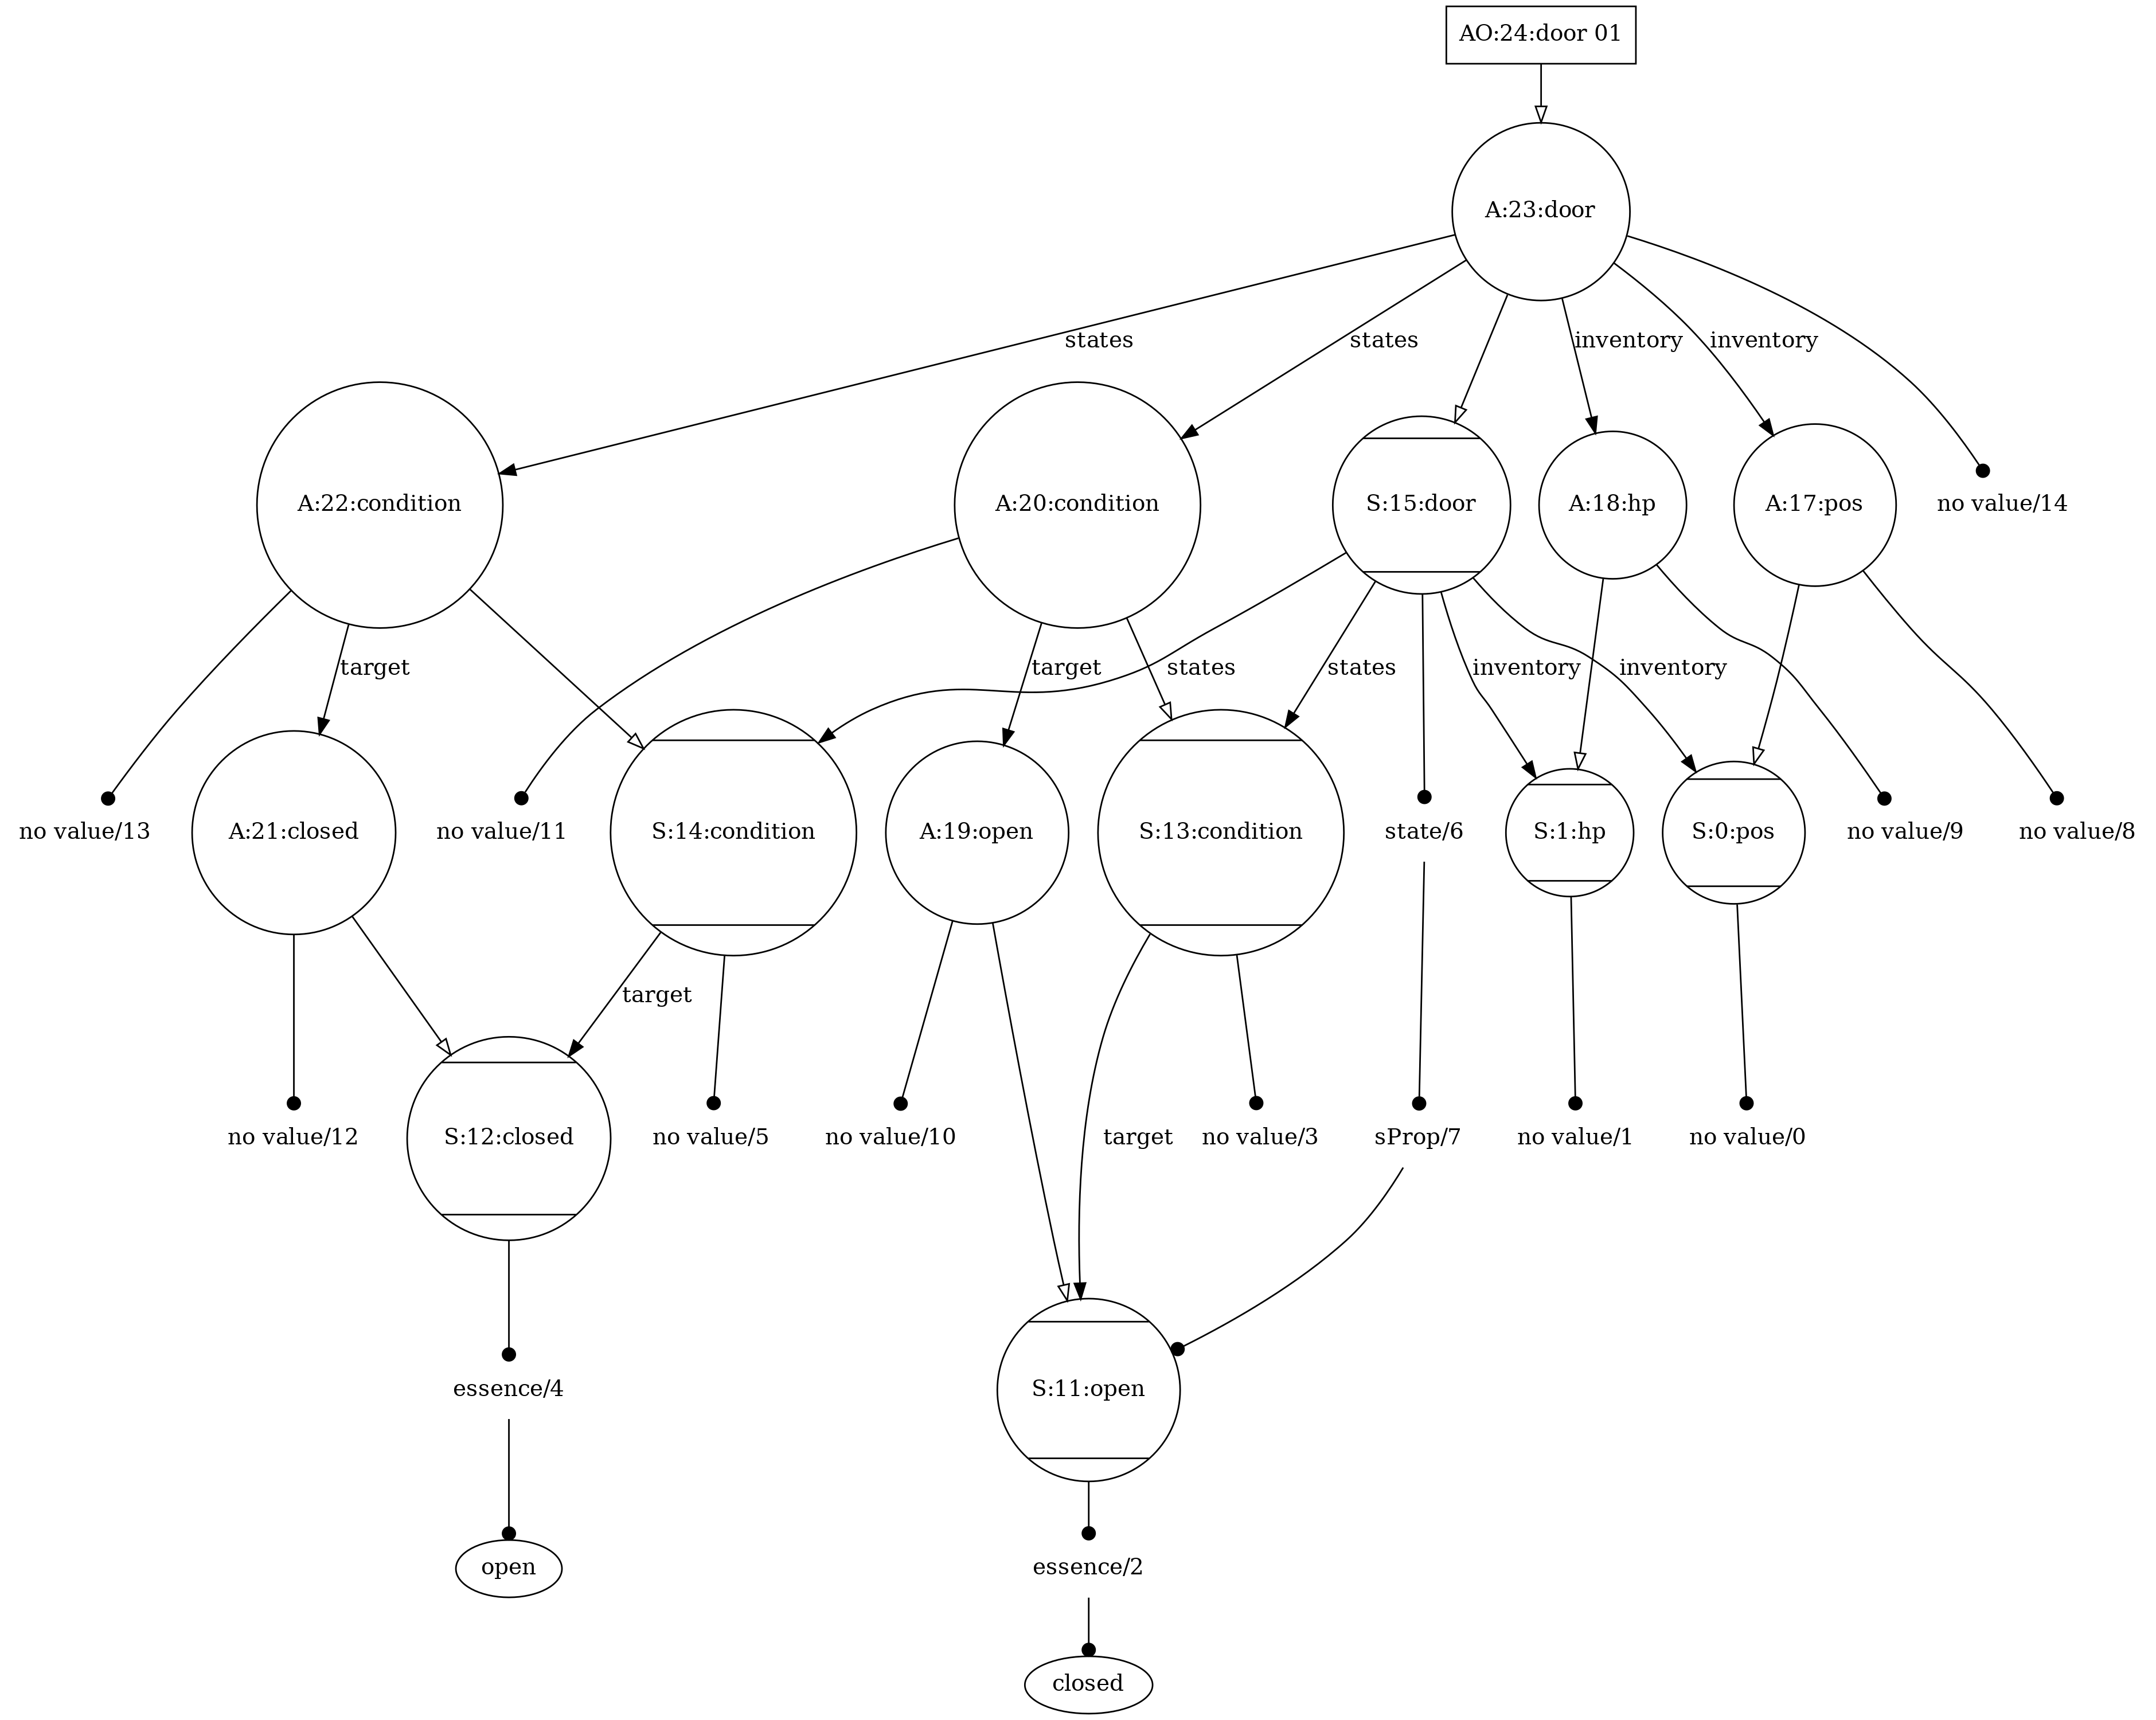 AO:24:door 01
A:23:door
states
states
inventory
inventory
A:22:condition
A:20:condition
S:15:door
A:18:hp
A:17:pos
no value/14
target
target
states
states
inventory
inventory
no value/13
A:21:closed
no value/11
S:14:condition
A:19:open
S:13:condition
state/6
S:1:hp
S:0:pos
no value/9
no value/8
target
no value/12
S:12:closed
no value/5
no value/10
target
no value/3
sProp/7
no value/1
no value/0
essence/4
S:11:open
open
essence/2
closed